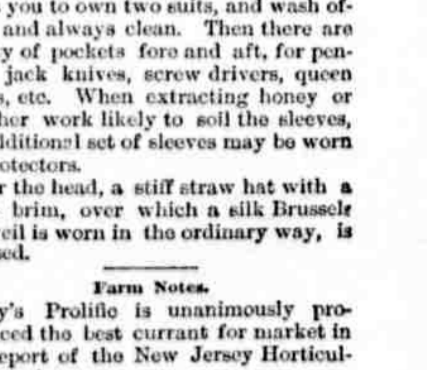 you to own two suits, and wash of-
and always clean. Then there are
y of pockets fore and aft, for pen-
jack knives, screw drivers, queen
s, etc. When extracting honey or
her work likely to soil the sleeves,
dditional set of sleeves may be worn
otectors.
r the head, a stiff straw hat with a
brim, over which a silk Brussels
eil is worn in the ordinary way, is
sed.
Farm Notes.
y's Prolific is unanimously pro-
ced the best currant for market in
eport of the New Jersey Horticul-